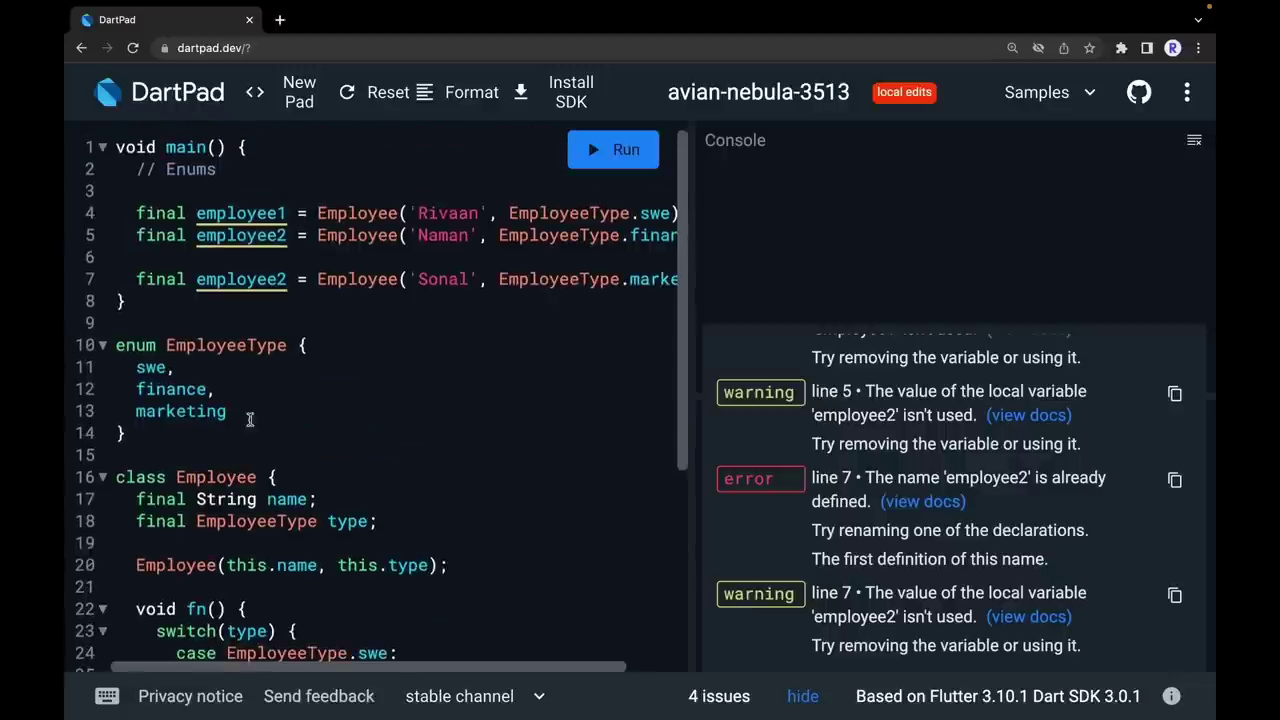 DartPad
dartpad.dev/?
DartPad
New Pad
Reset
Format
Install SDK
avian-nebula-3513
local edits
Samples
Run
1 void main() {
2 // Enums
3
4 final employee1 = Employee('Rivaan', EmployeeType.swe)
5 final employee2 = Employee('Naman', EmployeeType.finan
6
7 final employee2 = Employee('Sonal', EmployeeType.marke
8 }
9
10 enum EmployeeType {
11 swe,
12 finance,
13 marketing
14 }
15
16 class Employee {
17 final String name;
18 final EmployeeType type;
19
20 Employee(this.name, this.type);
21
22 void fn() {
23 switch(type) {
24 case EmployeeType.swe:
Console
Try removing the variable or using it.
warning line 5 • The value of the local variable
'employee2' isn't used. (view docs)
Try removing the variable or using it.
error line 7 • The name 'employee2' is already
defined. (view docs)
Try renaming one of the declarations.
The first definition of this name.
warning line 7 • The value of the local variable
'employee2' isn't used. (view docs)
Try removing the variable or using it.
Privacy notice
Send feedback
stable channel
4 issues
hide
Based on Flutter 3.10.1 Dart SDK 3.0.1